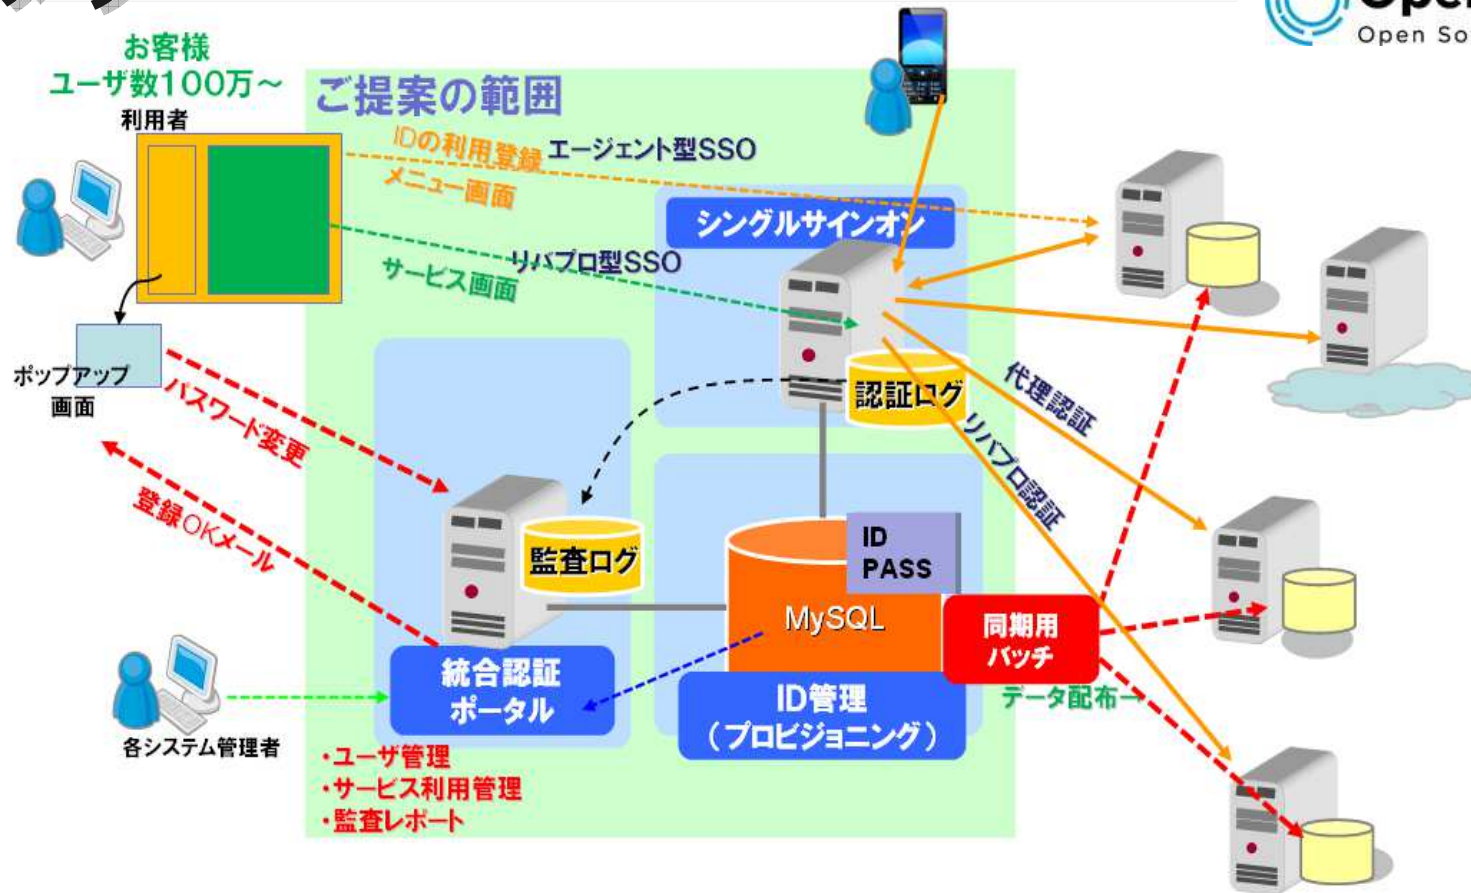 Open So
お客様
ユーザ数100万～
利用者
ご提案の範囲
IDの利用登録
メニュー画面
エージェント型SSO
シングルサインオン
リバプロ型SSO
サービス画面
ポップアップ
画面
パスワード変更
登録OKメール
認証ログ
代理認証
リバプロ認証
監査ログ
ID
PASS
MySQL
同期用
バッチ
データ配布
統合認証
ポータル
ID管理
（プロビジョニング）
各システム管理者
・ユーザ管理
・サービス利用管理
・監査レポート